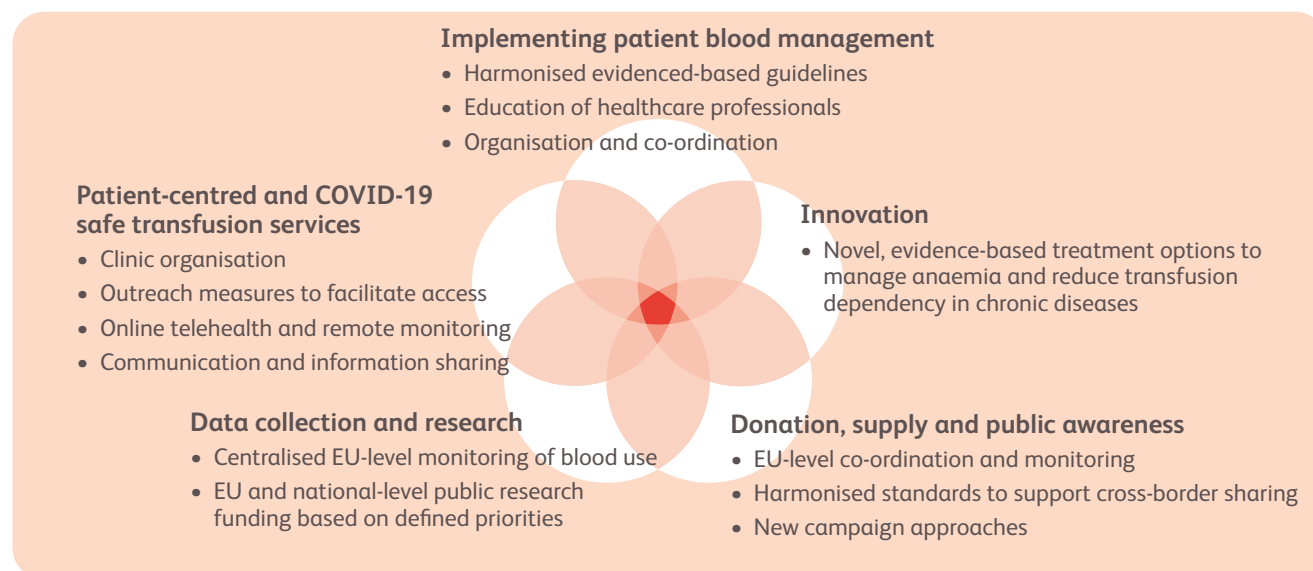 Implementing patient blood management
• Harmonised evidenced-based guidelines
• Education of healthcare professionals
• Organisation and co-ordination
Patient-centred and COVID-19
safe transfusion services
• Clinic organisation
• Outreach measures to facilitate access
• Online telehealth and remote monitoring
• Communication and information sharing
Innovation
• Novel, evidence-based treatment options to
manage anaemia and reduce transfusion
dependency in chronic diseases
Data collection and research
• Centralised EU-level monitoring of blood use
• EU and national-level public research
funding based on defined priorities
Donation, supply and public awareness
• EU-level co-ordination and monitoring
• Harmonised standards to support cross-border sharing
• New campaign approaches